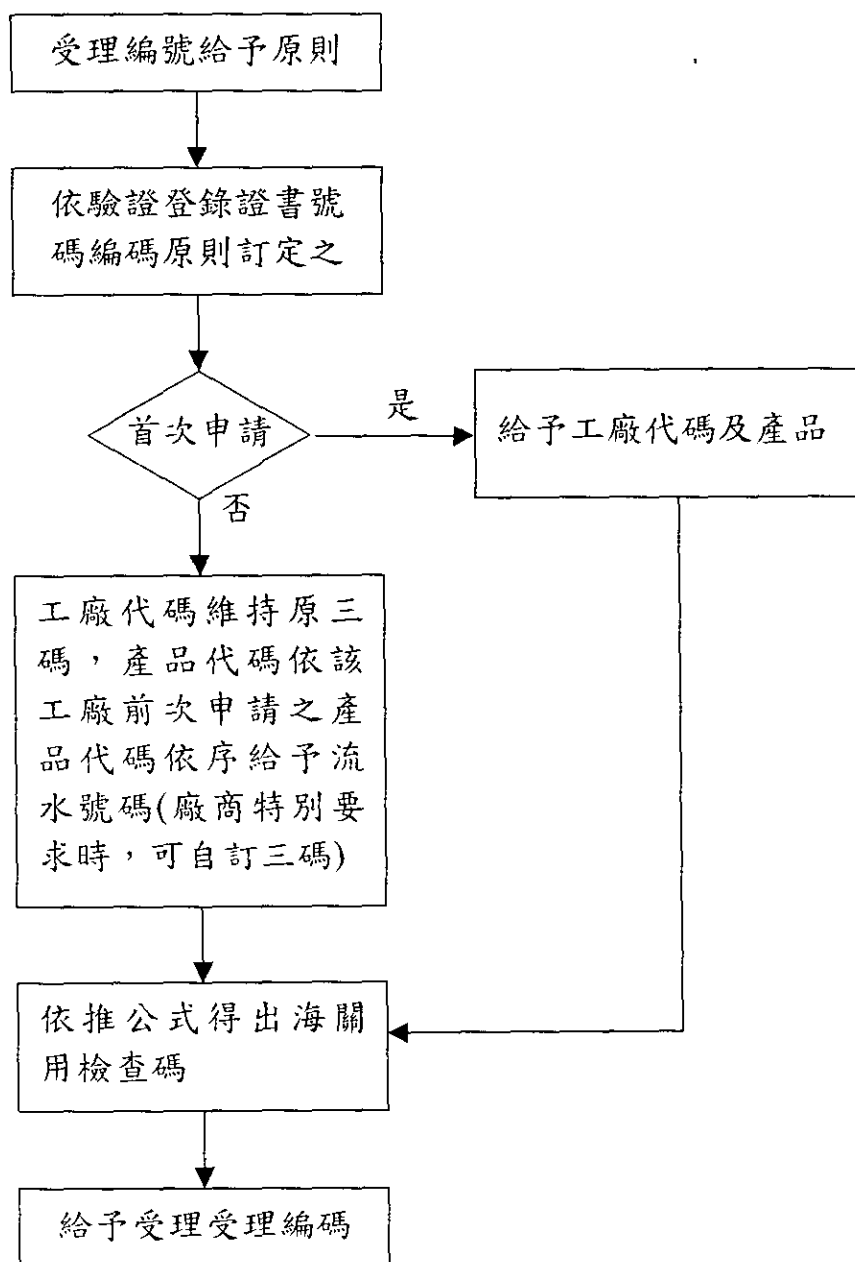 受理編號給予原則
依驗證登錄證書號
碼編碼原則訂定之
首次申請
是
給予工廠代碼及產品
否
工廠代碼維持原三
碼，產品代碼依該
工廠前次申請之產
品代碼依序給予流
水號碼(廠商特別要
求時，可自訂三碼)
依推公式得出海關
用檢查碼
給予受理受理編碼